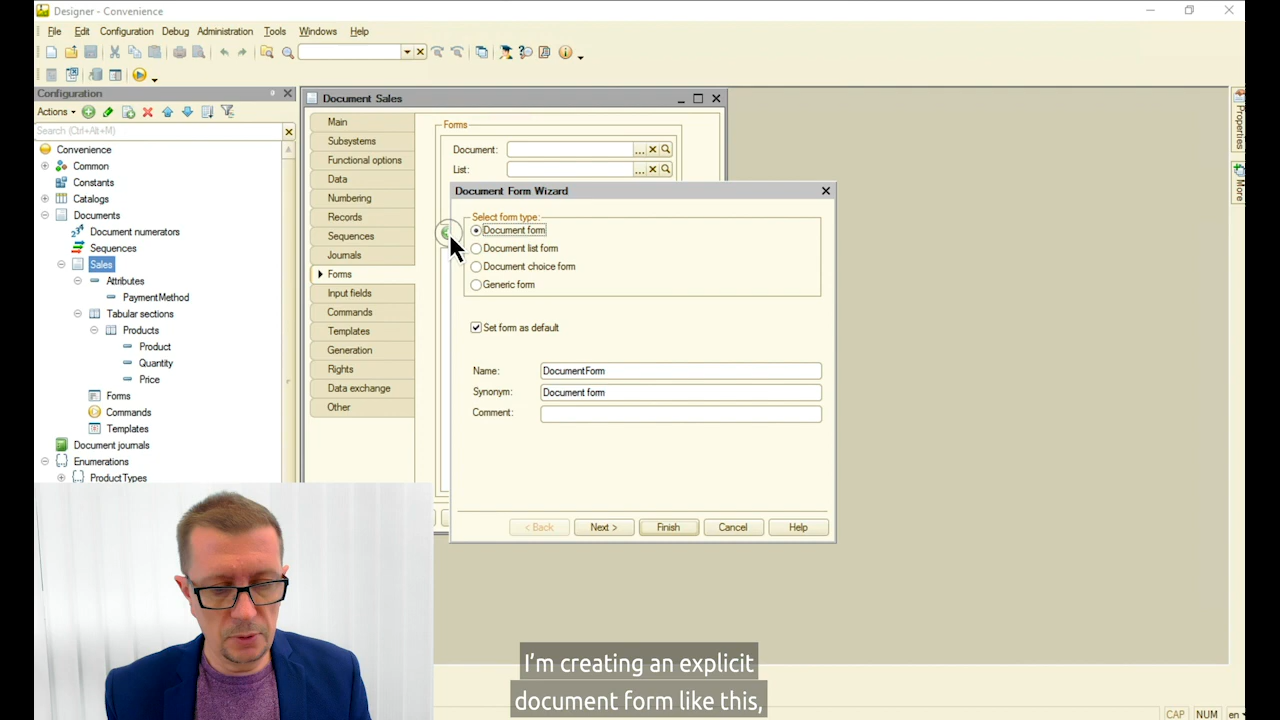 Designer - Convenience
File Edit Configuration Debug Administration Tools Windows Help
Configuration
Actions
Search (Ctrl+Alt+M)
Convenience
Common
Constants
Catalogs
Documents
Document numerators
Sequences
Sales
Attributes
PaymentMethod
Tabular sections
Products
Product
Quantity
Price
Forms
Commands
Templates
Document journals
Enumerations
ProductTypes
Document Sales
Main
Subsystems
Functional options
Data
Numbering
Records
Sequences
Journals
Forms
Input fields
Commands
Templates
Generation
Rights
Data exchange
Other
Forms
Document:
List:
Document Form Wizard
Select form type:
Document form
Document list form
Document choice form
Generic form
Set form as default
Name: DocumentForm
Synonym: Document form
Comment:
< Back Next > Finish Cancel Help
Properties
More
I'm creating an explicit
document form like this,
CAP NUM en